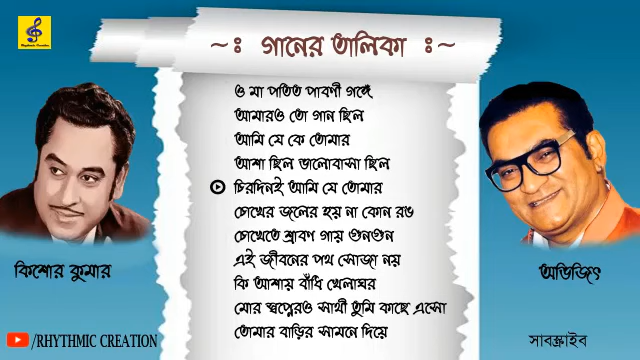 ~ঃ গানের তালিকা ঃ~
ও মা পতিত পাবণী গঙ্গে
আমারও তো গান ছিল
আমি যে কে তোমার
আশা ছিল ভালোবাসা ছিল
চিরদিনই আমি যে তোমার
চোখের জলের হয় না কোন রঙ
চোখেতে শ্রাবণ গায় গুনগুন
এই জীবনের পথ সোজা নয়
কি আশায় বাঁধি খেলাঘর
মোর স্বপ্নেরও সাথী তুমি কাছে এসো
তোমার বাড়ির সামনে দিয়ে
কিশোর কুমার
অভিজিৎ
/RHYTHMIC CREATION
সাবস্ক্রাইব